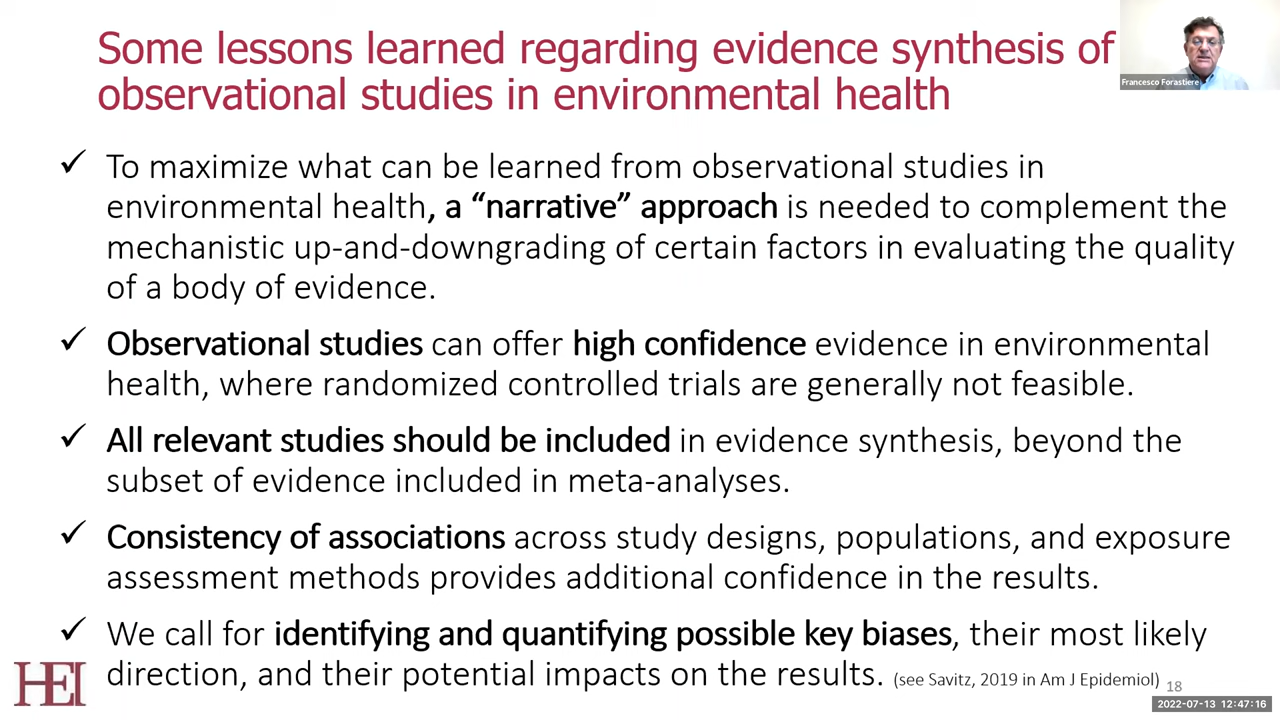 Some lessons learned regarding evidence synthesis of
observational studies in environmental health
Francesco Forastiere
✓ To maximize what can be learned from observational studies in
environmental health, a “narrative” approach is needed to complement the
mechanistic up-and-downgrading of certain factors in evaluating the quality
of a body of evidence.
✓ Observational studies can offer high confidence evidence in environmental
health, where randomized controlled trials are generally not feasible.
✓ All relevant studies should be included in evidence synthesis, beyond the
subset of evidence included in meta-analyses.
✓ Consistency of associations across study designs, populations, and exposure
assessment methods provides additional confidence in the results.
✓ We call for identifying and quantifying possible key biases, their most likely
direction, and their potential impacts on the results. (see Savitz, 2019 in Am J Epidemiol)
HEI
18
2022-07-13 12:47:16